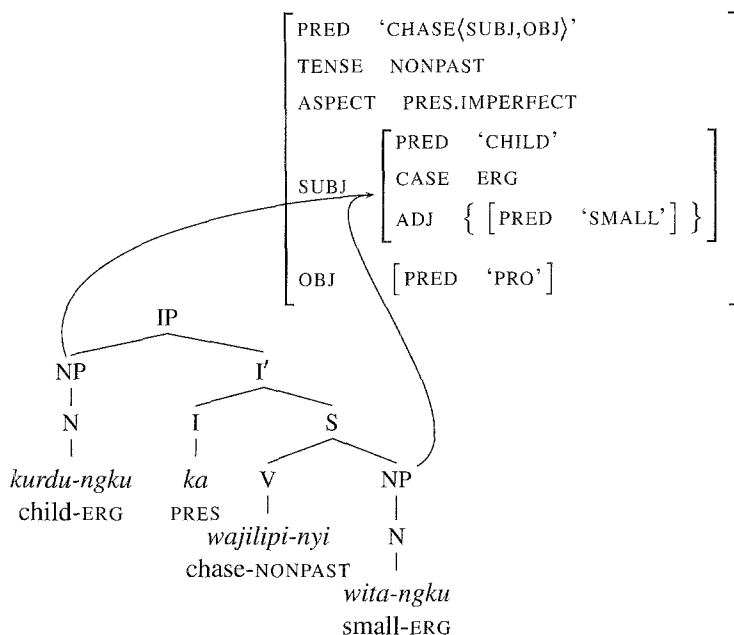 PRED ‘CHASE⟨SUBJ,OBJ⟩’
TENSE NONPAST
ASPECT PRES.IMPERFECT
PRED ‘CHILD’
SUBJ CASE ERG
ADJ { [PRED ‘SMALL’] }
OBJ [PRED ‘PRO’]
IP
NP I′
N I S
kurdu-ngku ka V NP
child-ERG PRES
wajilipi-nyi N
chase-NONPAST
wita-ngku
small-ERG